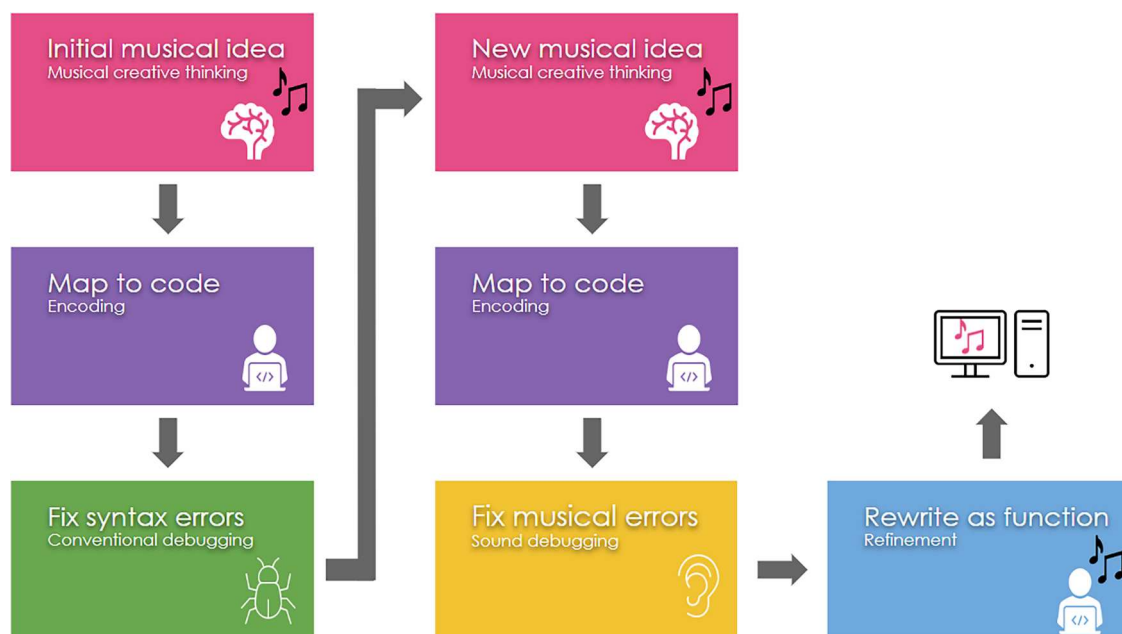 Initial musical idea
Musical creative thinking
Map to code
Encoding
</>
Fix syntax errors
Conventional debugging
New musical idea
Musical creative thinking
Map to code
Encoding
</>
Fix musical errors
Sound debugging
Rewrite as function
Refinement
</>